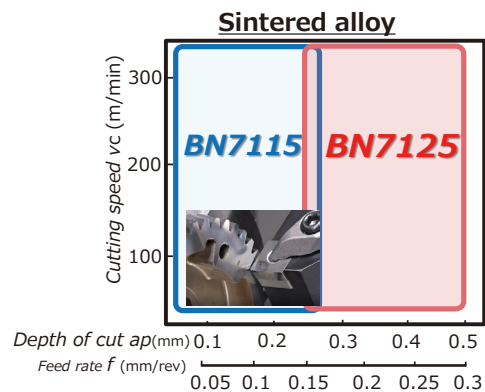 Sintered alloy
Cutting speed vc (m/min)
300
200
100
BN7115
BN7125
Depth of cut ap(mm) 0.1 0.2 0.3 0.4 0.5
Feed rate f (mm/rev) 0.05 0.1 0.15 0.2 0.25 0.3